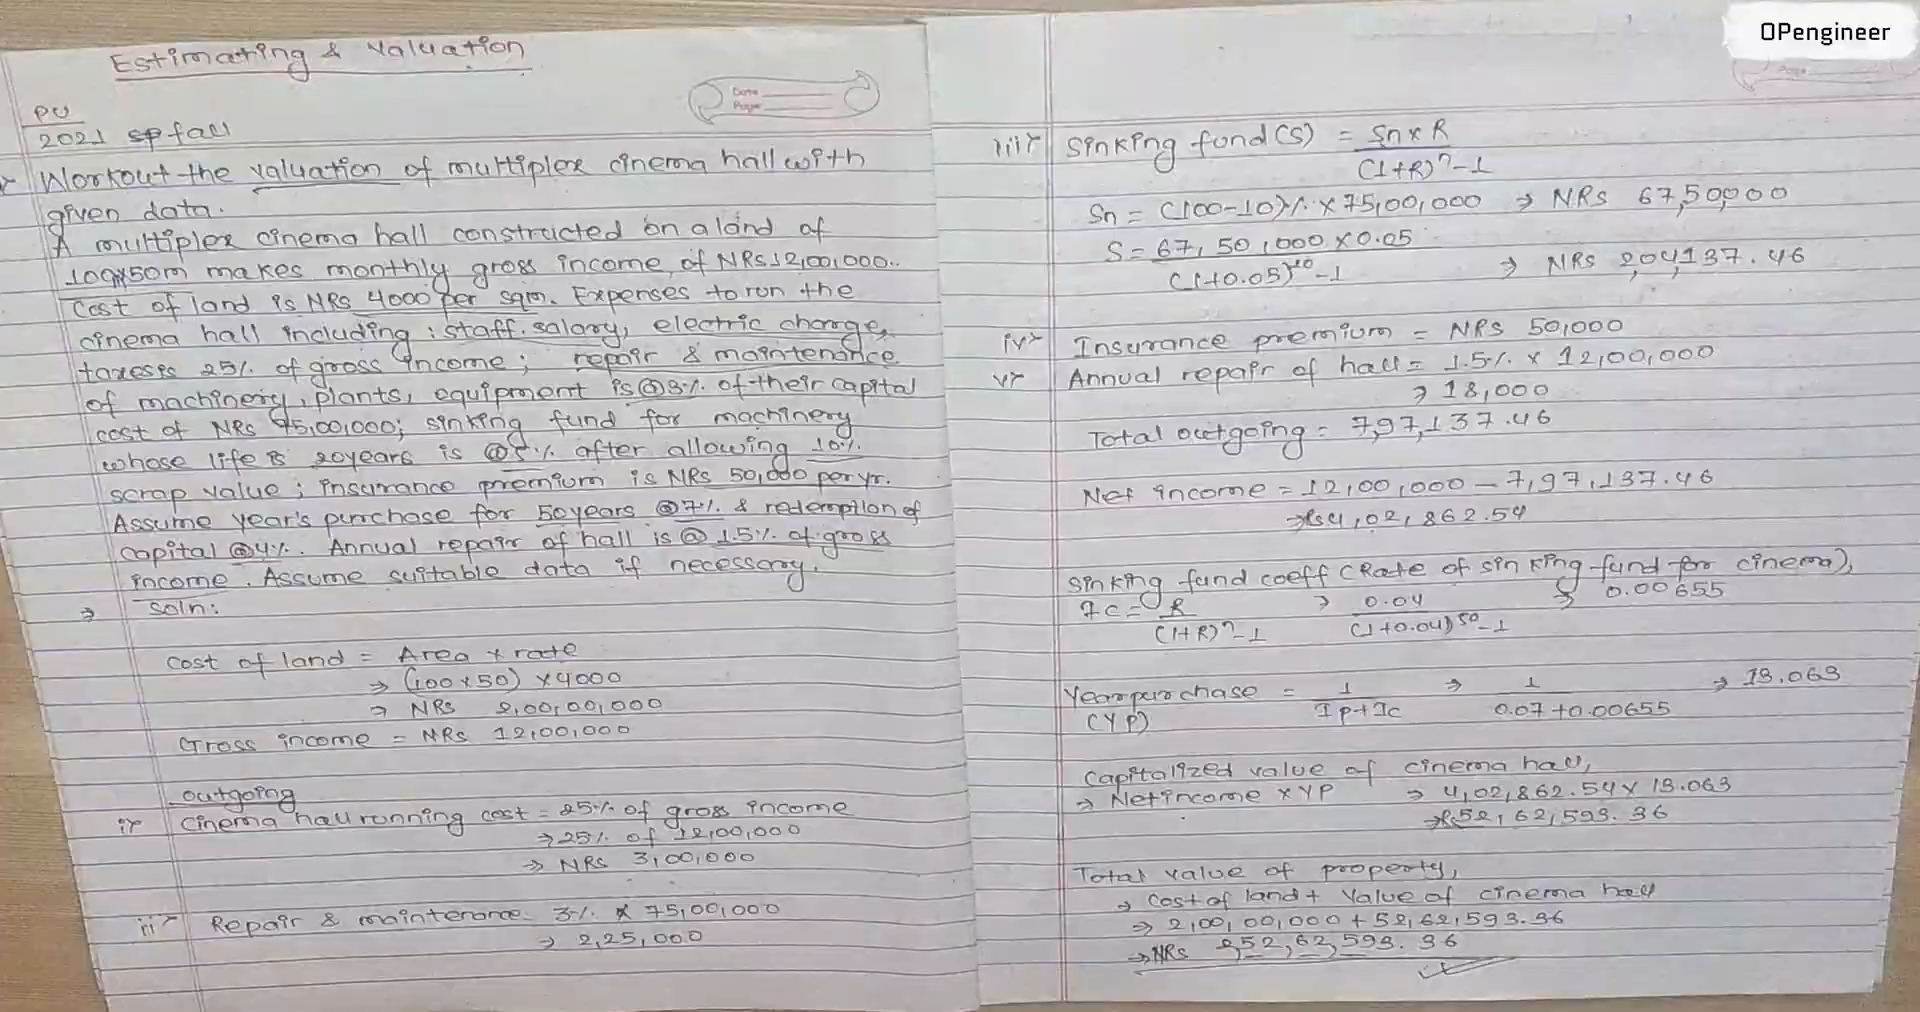 Estimating & Valuation
Date
Page
PU
2021 sp fall
Workout the valuation of multiplex cinema hall with
given data.
A multiplex cinema hall constructed on a land of
100mx50m makes monthly gross income of NRs 12,00,000..
Cost of land is NRs 4000 per sqm. Expenses to run the
cinema hall including : staff salary, electric charge,
taxes is 25% of gross income; repair & maintenance
of machinery, plants, equipment is @3% of their capital
cost of NRs 75,00,000; sinking fund for machinery
whose life is 20years is @5% after allowing 10%
scrap value; insurance premium is NRs 50,000 per yr.
Assume year's purchase for 50years @7% & redemption of
capital @4%. Annual repair of hall is @ 1.5% of gross
income. Assume suitable data if necessary.
⇒ Soln:
Cost of land = Area x rate
⇒ (100x50) x4000
⇒ NRs 2,00,00,000
Gross income = NRs 12,00,000
outgoing
i> Cinema hall running cost = 25% of gross income
⇒ 25% of 12,00,000
⇒ NRs 3,00,000
ii> Repair & maintenance = 3% x 75,00,000
⇒ 2,25,000
OPengineer
Page
iii> Sinking fund (S) = Sn x R
(1+R)ⁿ-1
Sn = (100-10)% x 75,00,000 ⇒ NRs 67,50,000
S = 67,50,000 x 0.05
(1+0.05)²⁰-1 ⇒ NRs 2,04,137.46
iv> Insurance premium = NRs 50,000
v> Annual repair of hall = 1.5% x 12,00,000
⇒ 18,000
Total outgoing = 7,97,137.46
Net income = 12,00,000 - 7,97,137.46
⇒ Rs 4,02,862.54
Sinking fund coeff (Rate of sinking fund for cinema),
Ic = R ⇒ 0.04 ⇒ 0.00655
(1+R)ⁿ-1 (1+0.04)⁵⁰-1
Year purchase = 1 ⇒ 1 ⇒ 13.063
(YP) Ip+Ic 0.07+0.00655
Capitalized value of cinema hall,
⇒ Net income x YP ⇒ 4,02,862.54 x 13.063
⇒ Rs 52,62,593.36
Total value of property,
⇒ Cost of land + Value of cinema hall
⇒ 2,00,00,000 + 52,62,593.36
⇒ NRs 2,52,62,593.36